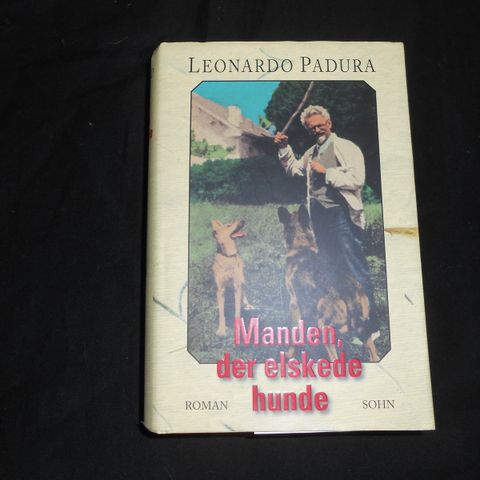 LEONARDO PADURA
Manden,
der elskede
hunde
ROMAN
SOHN